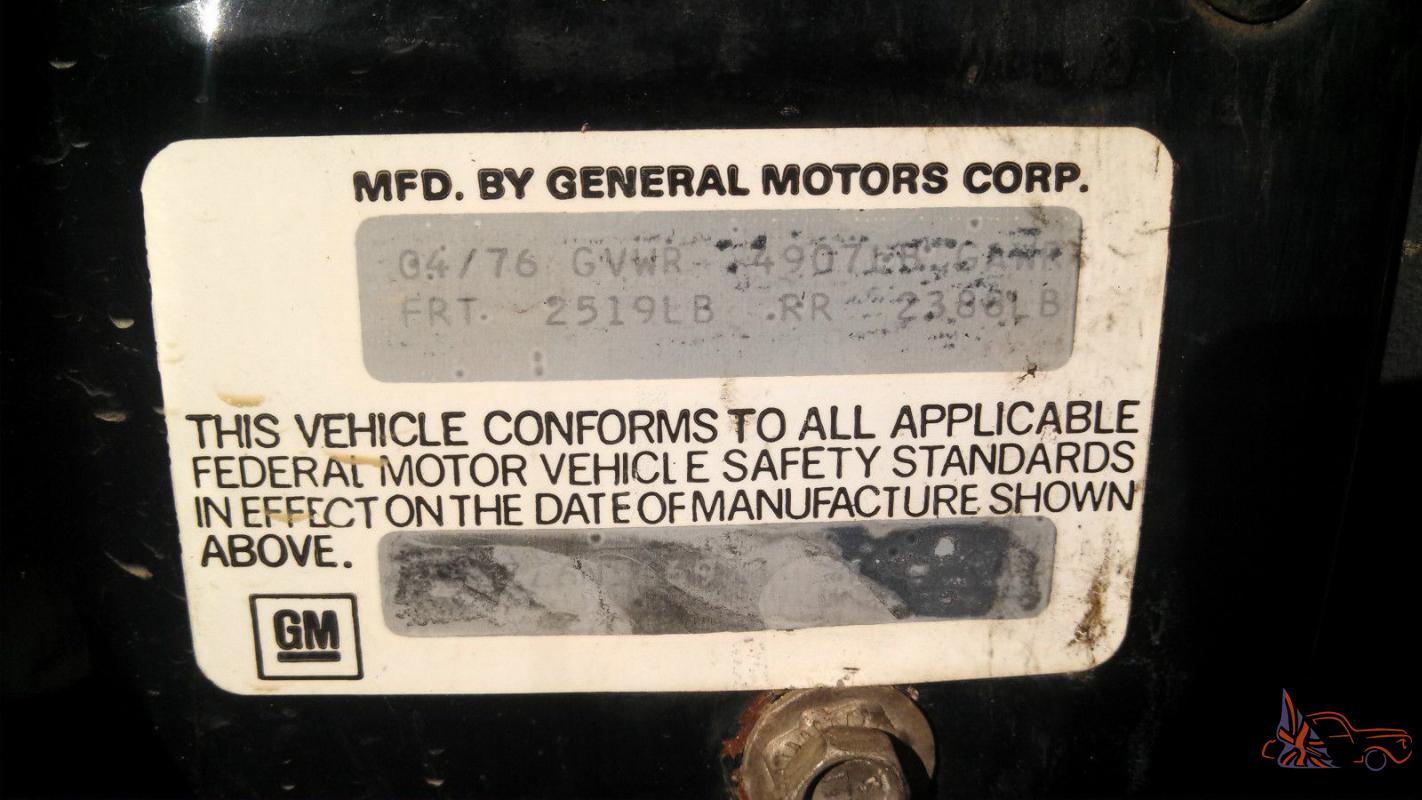 MFD. BY GENERAL MOTORS CORP.
04/76 GVWR 4907LB GAWR
FRT. 2519LB RR 2388LB
THIS VEHICLE CONFORMS TO ALL APPLICABLE
FEDERAL MOTOR VEHICLE SAFETY STANDARDS
IN EFFECT ON THE DATE OF MANUFACTURE SHOWN
ABOVE.
GM